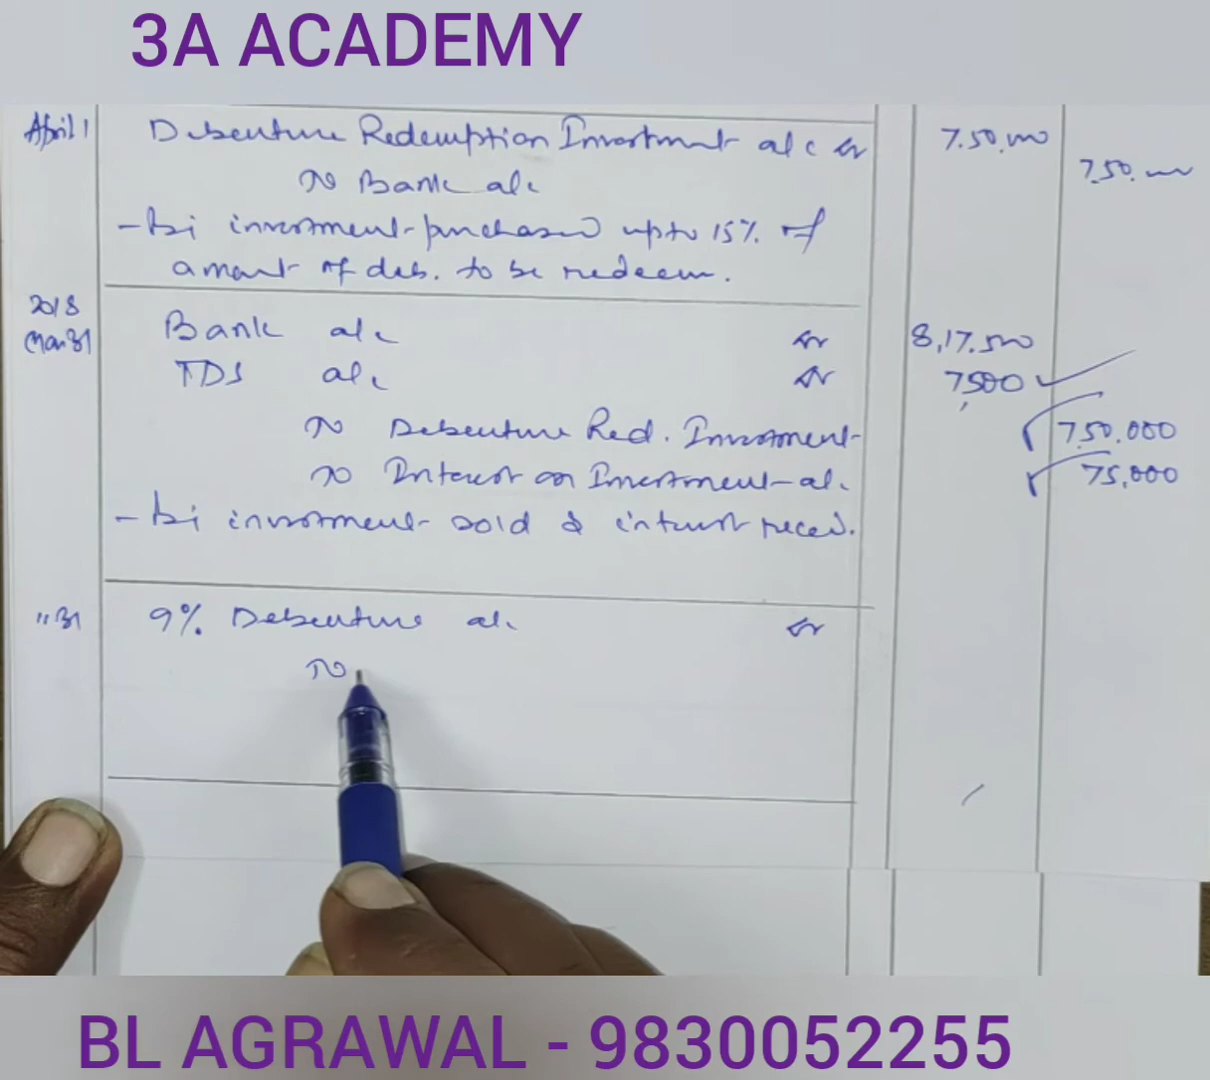 3A ACADEMY
April 1 Debenture Redemption Investment a/c Dr 7,50,000
To Bank a/c 7,50,000
- bei investment purchased upto 15% of
amount of deb. to be redeem.
2018
Mar 31 Bank a/c Dr 8,17,500
TDS a/c Dr 7,500
To Debenture Red. Investment 7,50,000
To Interest on Investment a/c 75,000
- bei investment sold & interest recei.
" 31 9% Debenture a/c Dr
To
BL AGRAWAL - 9830052255